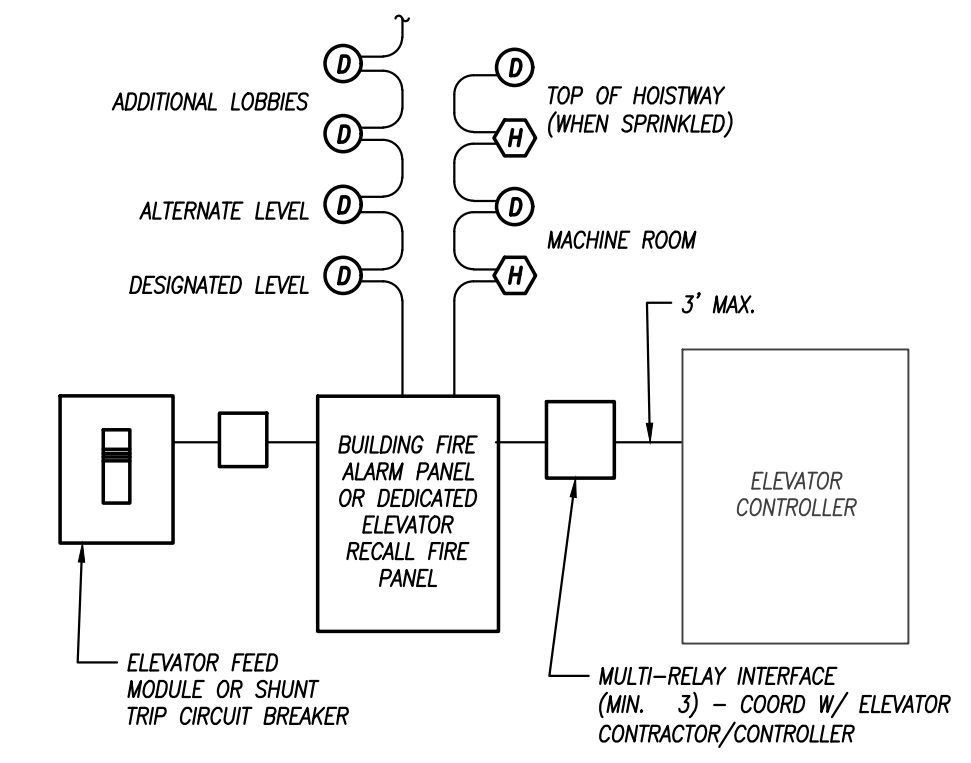 D
D
ADDITIONAL LOBBIES
TOP OF HOISTWAY
(WHEN SPRINKLED)
D
H
ALTERNATE LEVEL
D
D
MACHINE ROOM
DESIGNATED LEVEL
D
H
3' MAX.
BUILDING FIRE
ALARM PANEL
OR DEDICATED
ELEVATOR
RECALL FIRE
PANEL
ELEVATOR
CONTROLLER
ELEVATOR FEED
MODULE OR SHUNT
TRIP CIRCUIT BREAKER
MULTI-RELAY INTERFACE
(MIN. 3) - COORD W/ ELEVATOR
CONTRACTOR/CONTROLLER